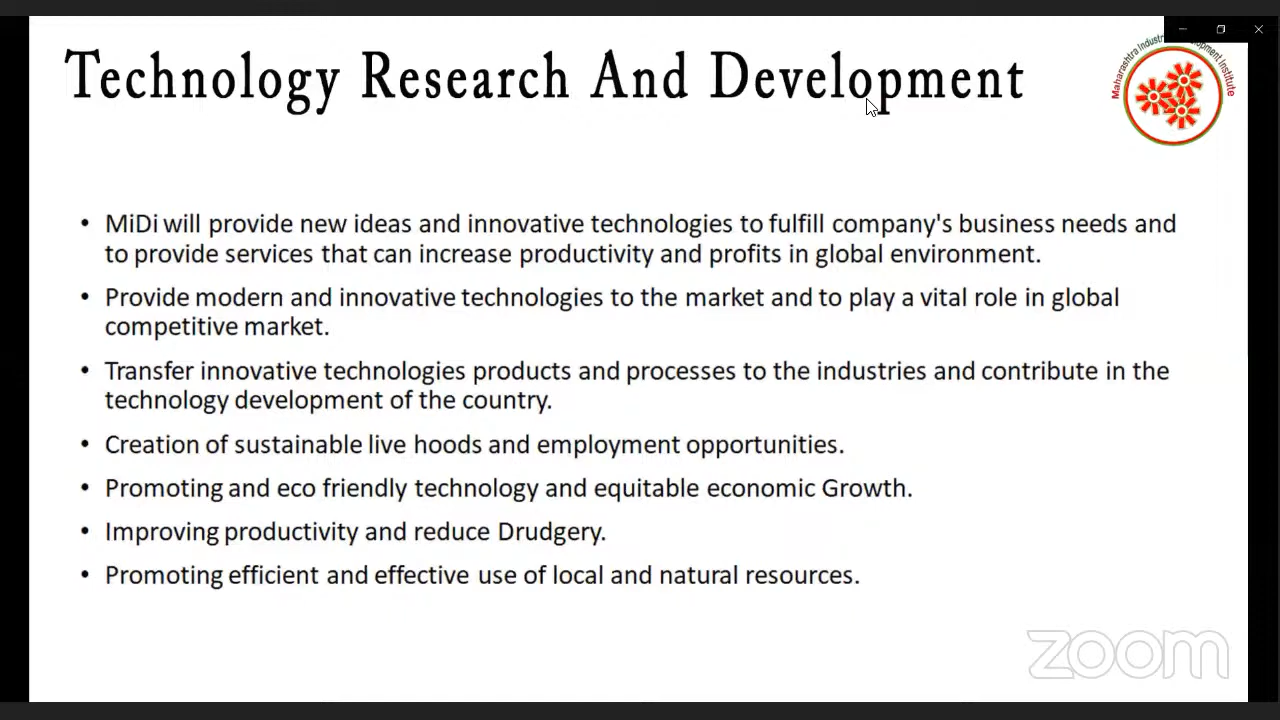 Technology Research And Development
Maharashtra Industrial Development Institute
• MiDi will provide new ideas and innovative technologies to fulfill company's business needs and
to provide services that can increase productivity and profits in global environment.
• Provide modern and innovative technologies to the market and to play a vital role in global
competitive market.
• Transfer innovative technologies products and processes to the industries and contribute in the
technology development of the country.
• Creation of sustainable live hoods and employment opportunities.
• Promoting and eco friendly technology and equitable economic Growth.
• Improving productivity and reduce Drudgery.
• Promoting efficient and effective use of local and natural resources.
zoom